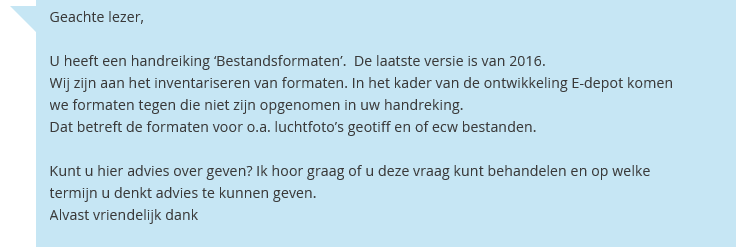 Geachte lezer,
U heeft een handreiking ‘Bestandsformaten’.  De laatste versie is van 2016.
Wij zijn aan het inventariseren van formaten. In het kader van de ontwikkeling E-depot komen
we formaten tegen die niet zijn opgenomen in uw handreking.
Dat betreft de formaten voor o.a. luchtfoto’s geotiff en of ecw bestanden.
Kunt u hier advies over geven? Ik hoor graag of u deze vraag kunt behandelen en op welke
termijn u denkt advies te kunnen geven.
Alvast vriendelijk dank